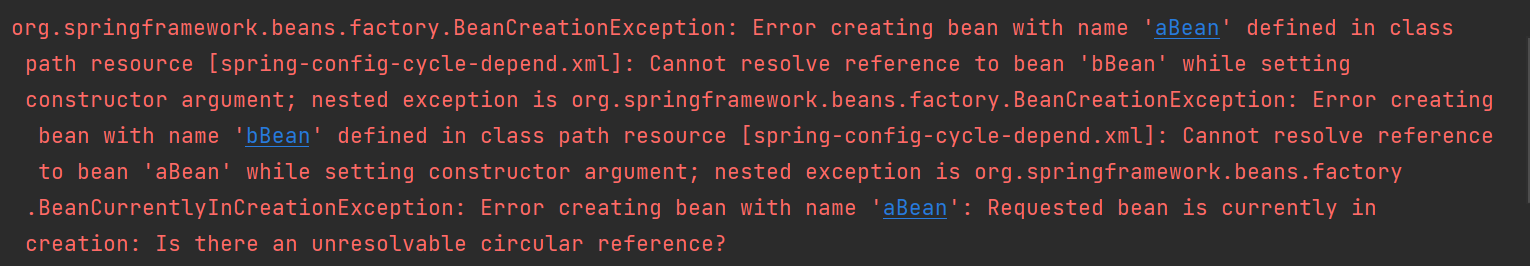 org.springframework.beans.factory.BeanCreationException: Error creating bean with name 'aBean' defined in class
path resource [spring-config-cycle-depend.xml]: Cannot resolve reference to bean 'bBean' while setting
constructor argument; nested exception is org.springframework.beans.factory.BeanCreationException: Error creating
bean with name 'bBean' defined in class path resource [spring-config-cycle-depend.xml]: Cannot resolve reference
to bean 'aBean' while setting constructor argument; nested exception is org.springframework.beans.factory
.BeanCurrentlyInCreationException: Error creating bean with name 'aBean': Requested bean is currently in
creation: Is there an unresolvable circular reference?